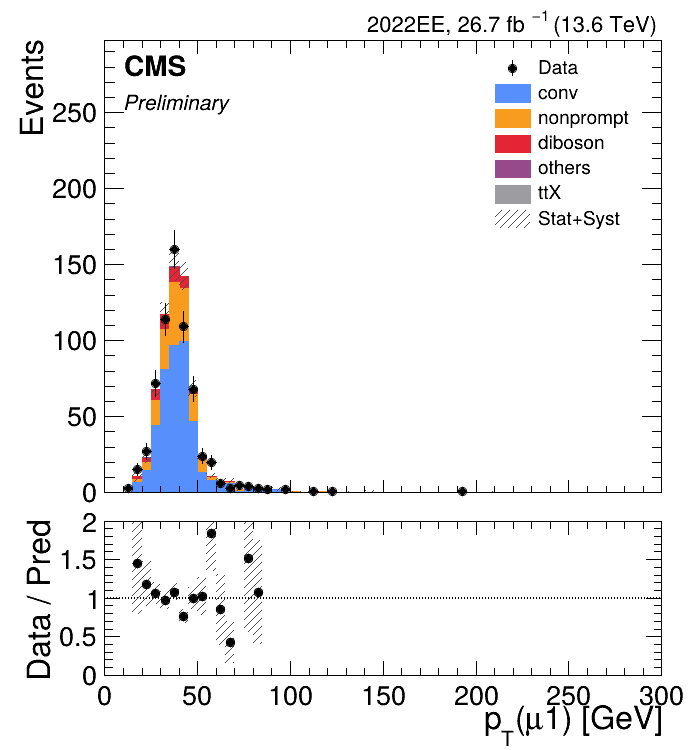 2022EE, 26.7 fb⁻¹ (13.6 TeV)
CMS
Preliminary
Events
Data
conv
nonprompt
diboson
others
ttX
Stat+Syst
250
200
150
100
50
0
Data / Pred
2
1.5
1
0.5
0
0 50 100 150 200 250 300
p_T(μ1) [GeV]